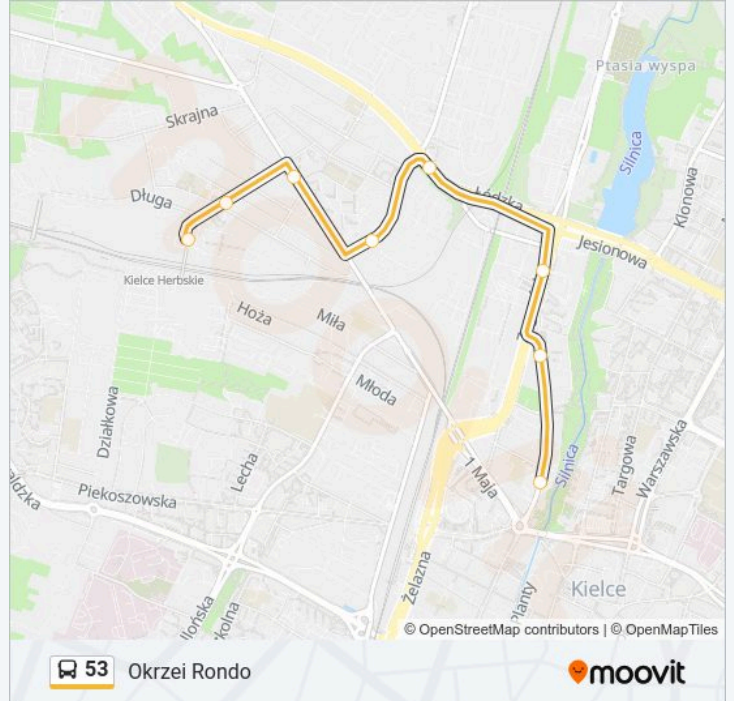 Ptasia wyspa
Skrajna
Silnica
Długa
Łódzka
Klonowa
Jesionowa
Kielce Herbskie
Hoża
Miła
Młoda
Działkowa
Lecha
Targowa
Warszawska
1 Maja
Silnica
Piekoszowska
Żelazna
Planty
Kielce
© OpenStreetMap contributors | © OpenMapTiles
53 Okrzei Rondo
moovit